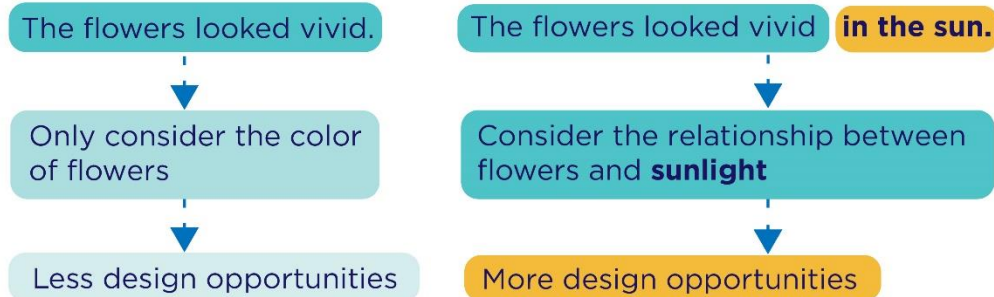 The flowers looked vivid.
Only consider the color
of flowers
Less design opportunities
The flowers looked vivid in the sun.
Consider the relationship between
flowers and sunlight
More design opportunities